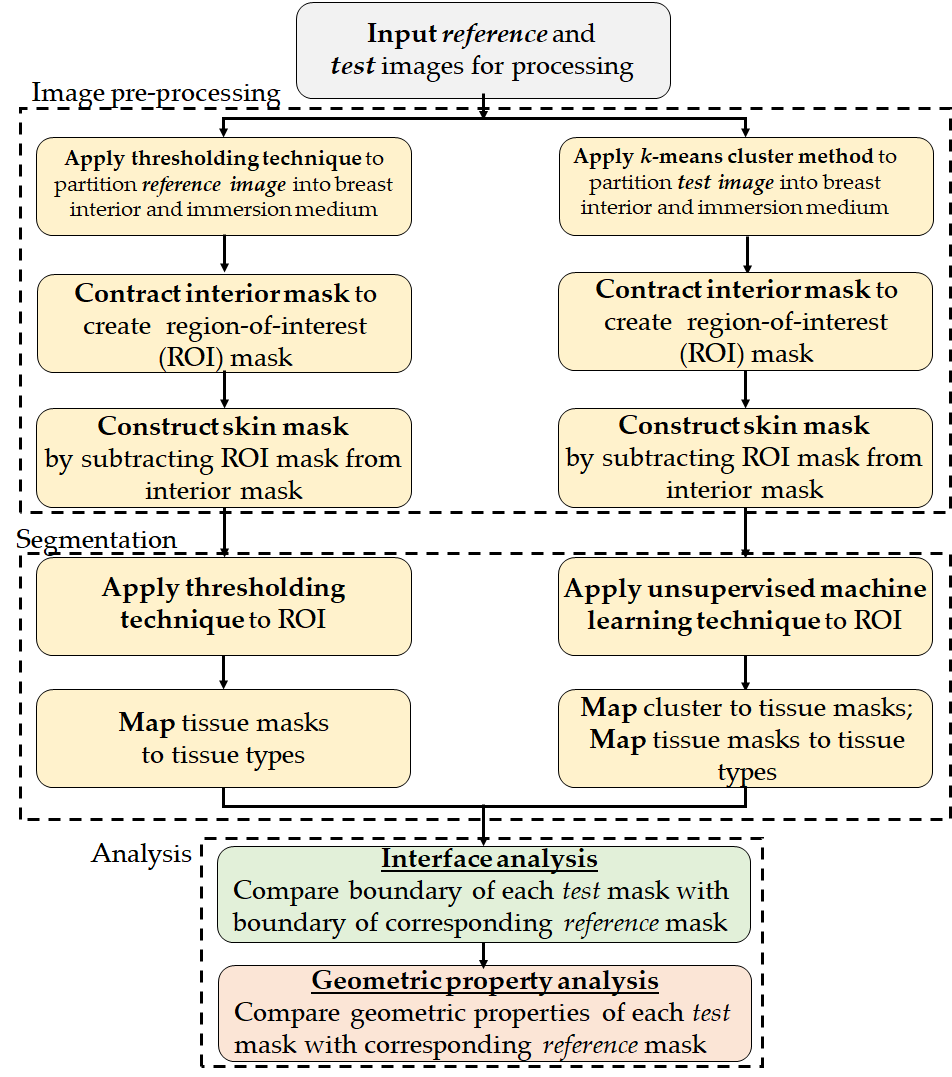 Input reference and
test images for processing
Image pre-processing
Apply thresholding technique to
partition reference image into breast
interior and immersion medium
Apply k-means cluster method to
partition test image into breast
interior and immersion medium
Contract interior mask to
create region-of-interest
(ROI) mask
Contract interior mask to
create region-of-interest
(ROI) mask
Construct skin mask
by subtracting ROI mask from
interior mask
Construct skin mask
by subtracting ROI mask from
interior mask
Segmentation
Apply thresholding
technique to ROI
Apply unsupervised machine
learning technique to ROI
Map tissue masks
to tissue types
Map cluster to tissue masks;
Map tissue masks to tissue
types
Analysis
Interface analysis
Compare boundary of each test mask with
boundary of corresponding reference mask
Geometric property analysis
Compare geometric properties of each test
mask with corresponding reference mask